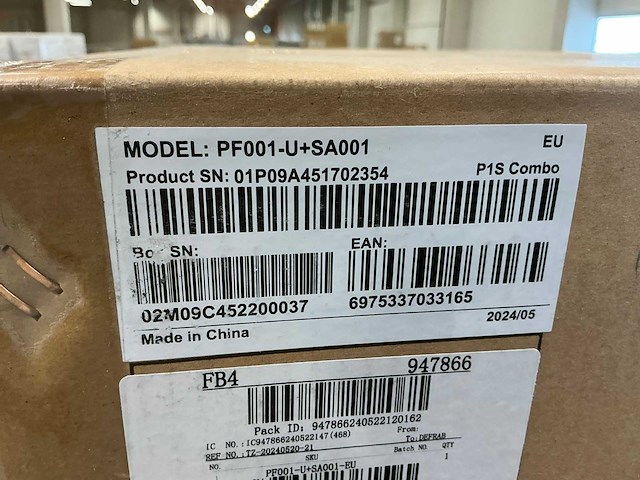 MODEL: PF001-U+SA001 EU
Product SN: 01P09A451702354 P1S Combo
Box SN: EAN:
02M09C452200037 6975337033165
Made in China 2024/05
FB4 947866
Pack ID: 947866240522120162
IC NO.: IC947866240522147(468) From:
REF NO.: TZ-20240520-21 To: DEFRAB
NO. SKU Batch No. QTY
PF001-U+SA001-EU 1